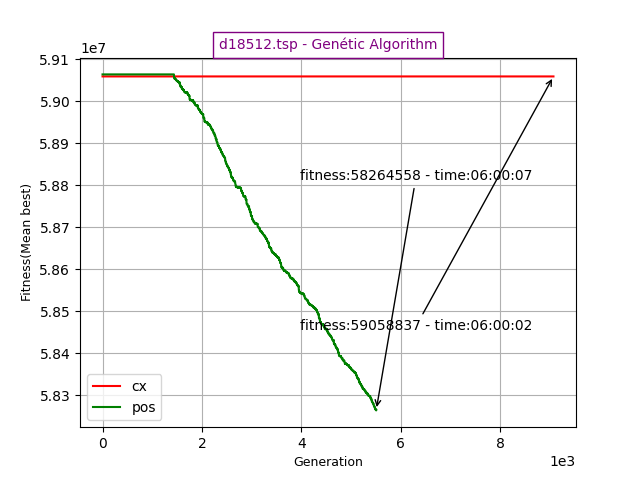 d18512.tsp - Genétic Algorithm
1e7
5.91
5.90
5.89
5.88
5.87
5.86
5.85
5.84
5.83
Fitness(Mean best)
fitness:58264558 - time:06:00:07
fitness:59058837 - time:06:00:02
cx
pos
0 2 4 6 8
Generation
1e3